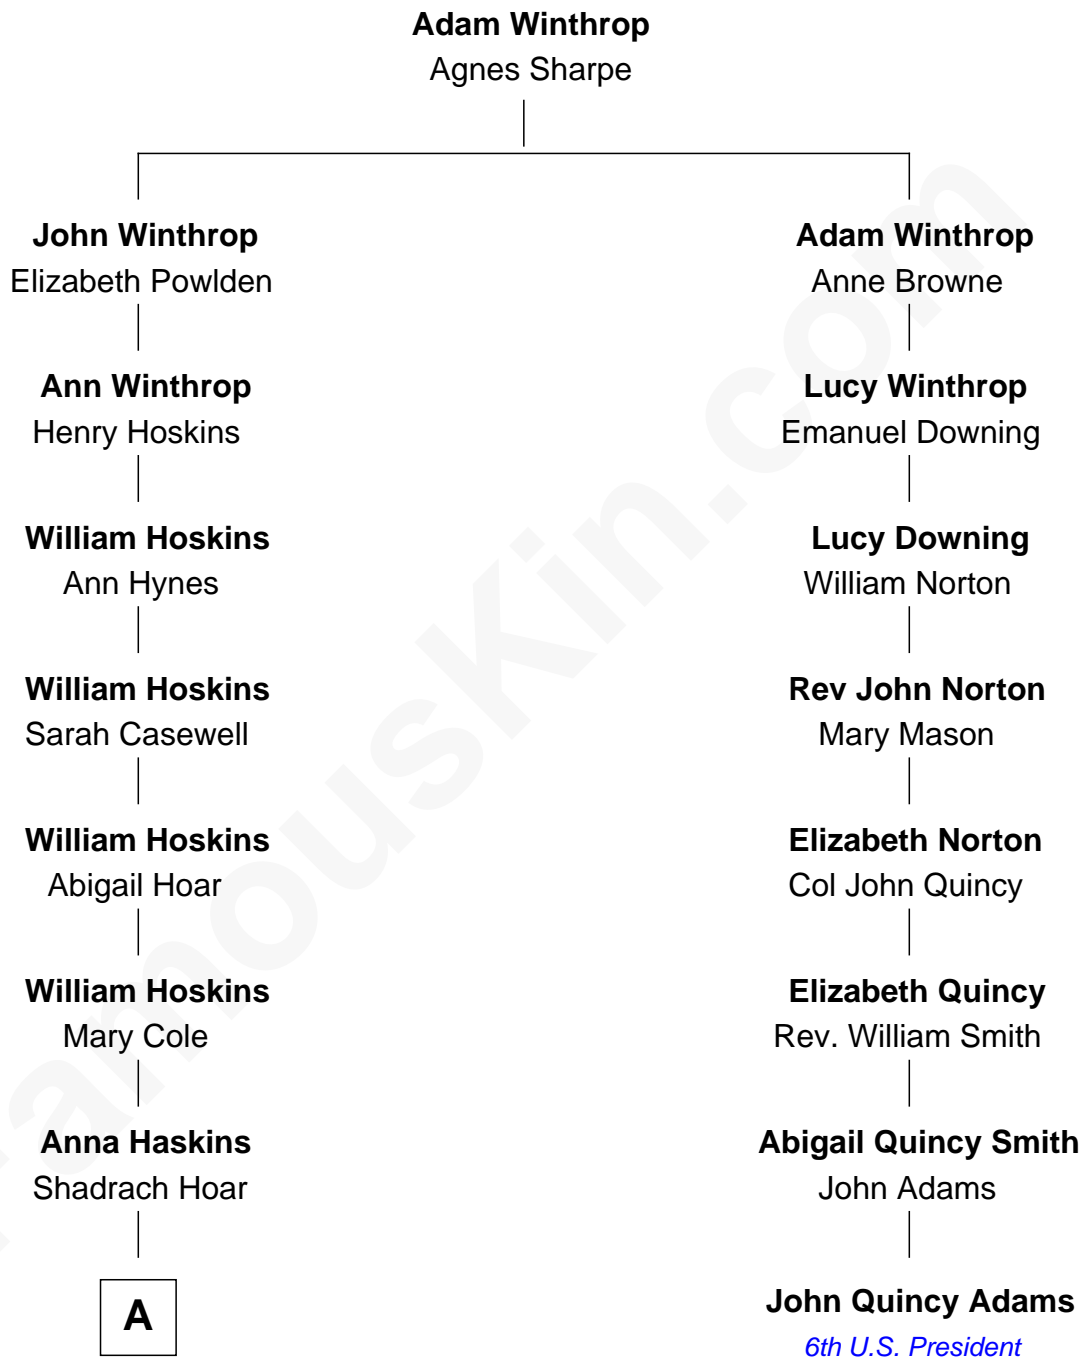 Adam Winthrop
Agnes Sharpe
John Winthrop
Elizabeth Powlden
Adam Winthrop
Anne Browne
Ann Winthrop
Henry Hoskins
Lucy Winthrop
Emanuel Downing
William Hoskins
Ann Hynes
Lucy Downing
William Norton
William Hoskins
Sarah Casewell
Rev John Norton
Mary Mason
William Hoskins
Abigail Hoar
Elizabeth Norton
Col John Quincy
William Hoskins
Mary Cole
Elizabeth Quincy
Rev. William Smith
Anna Haskins
Shadrach Hoar
Abigail Quincy Smith
John Adams
A
John Quincy Adams
6th U.S. President
FamousKin.com